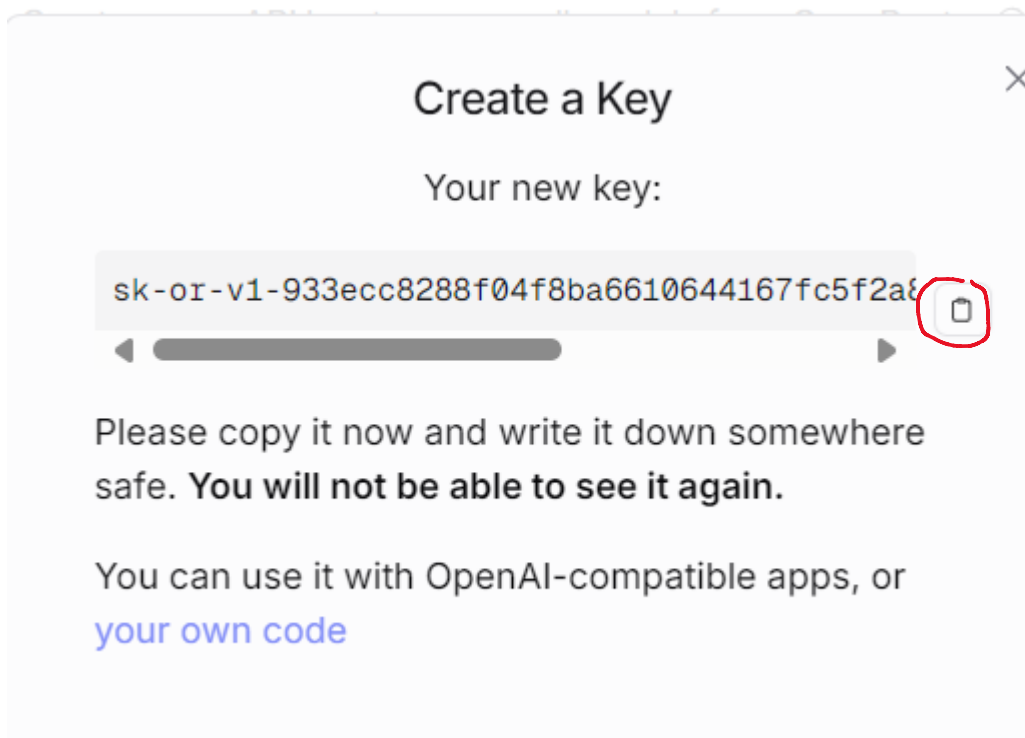 Create a Key
Your new key:
sk-or-v1-933ecc8288f04f8ba6610644167fc5f2a8
Please copy it now and write it down somewhere
safe. You will not be able to see it again.
You can use it with OpenAI-compatible apps, or
your own code